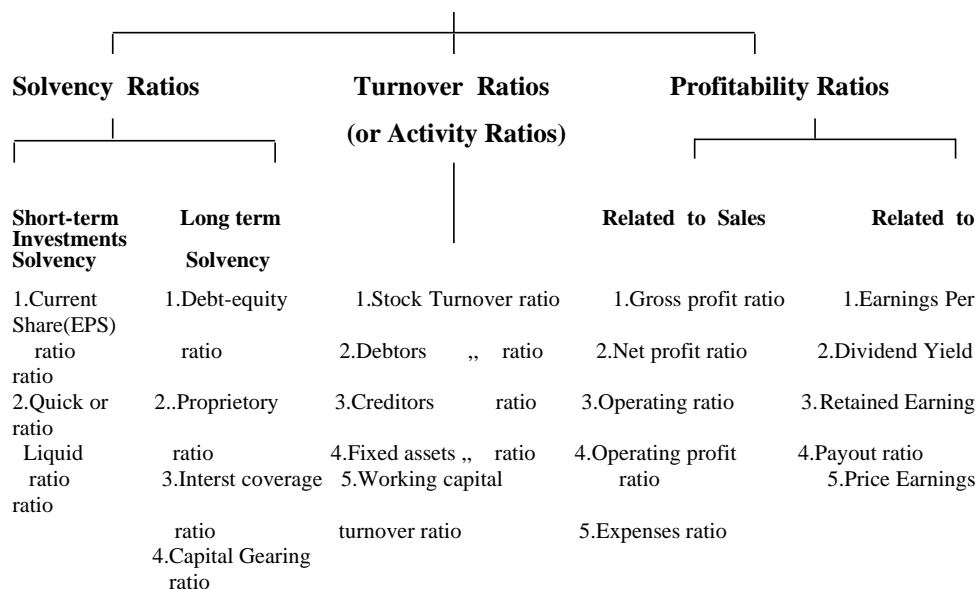 Solvency Ratios Turnover Ratios Profitability Ratios
(or Activity Ratios)
Short-term Long term Related to Sales Related to
Investments
Solvency Solvency
1.Current 1.Debt-equity 1.Stock Turnover ratio 1.Gross profit ratio 1.Earnings Per
Share(EPS)
ratio ratio 2.Debtors ,, ratio 2.Net profit ratio 2.Dividend Yield
ratio
2.Quick or 2..Proprietory 3.Creditors ratio 3.Operating ratio 3.Retained Earning
ratio
Liquid ratio 4.Fixed assets ,, ratio 4.Operating profit 4.Payout ratio
ratio 3.Interst coverage 5.Working capital ratio 5.Price Earnings
ratio
ratio turnover ratio 5.Expenses ratio
4.Capital Gearing
ratio